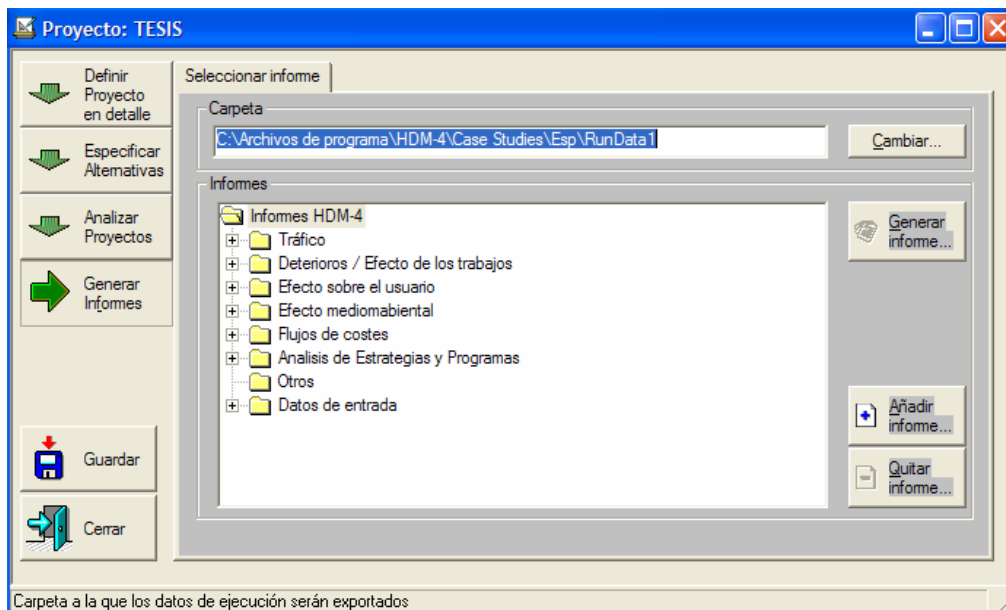 Proyecto: TESIS
Definir
Proyecto
en detalle
Especificar
Alternativas
Analizar
Proyectos
Generar
Informes
Guardar
Cerrar
Seleccionar informe
Carpeta
C:\Archivos de programa\HDM-4\Case Studies\Esp\RunData1
Cambiar...
Informes
Informes HDM-4
Tráfico
Deterioros / Efecto de los trabajos
Efecto sobre el usuario
Efecto mediomabiental
Flujos de costes
Analisis de Estrategias y Programas
Otros
Datos de entrada
Generar
informe...
Añadir
informe...
Quitar
informe...
Carpeta a la que los datos de ejecución serán exportados